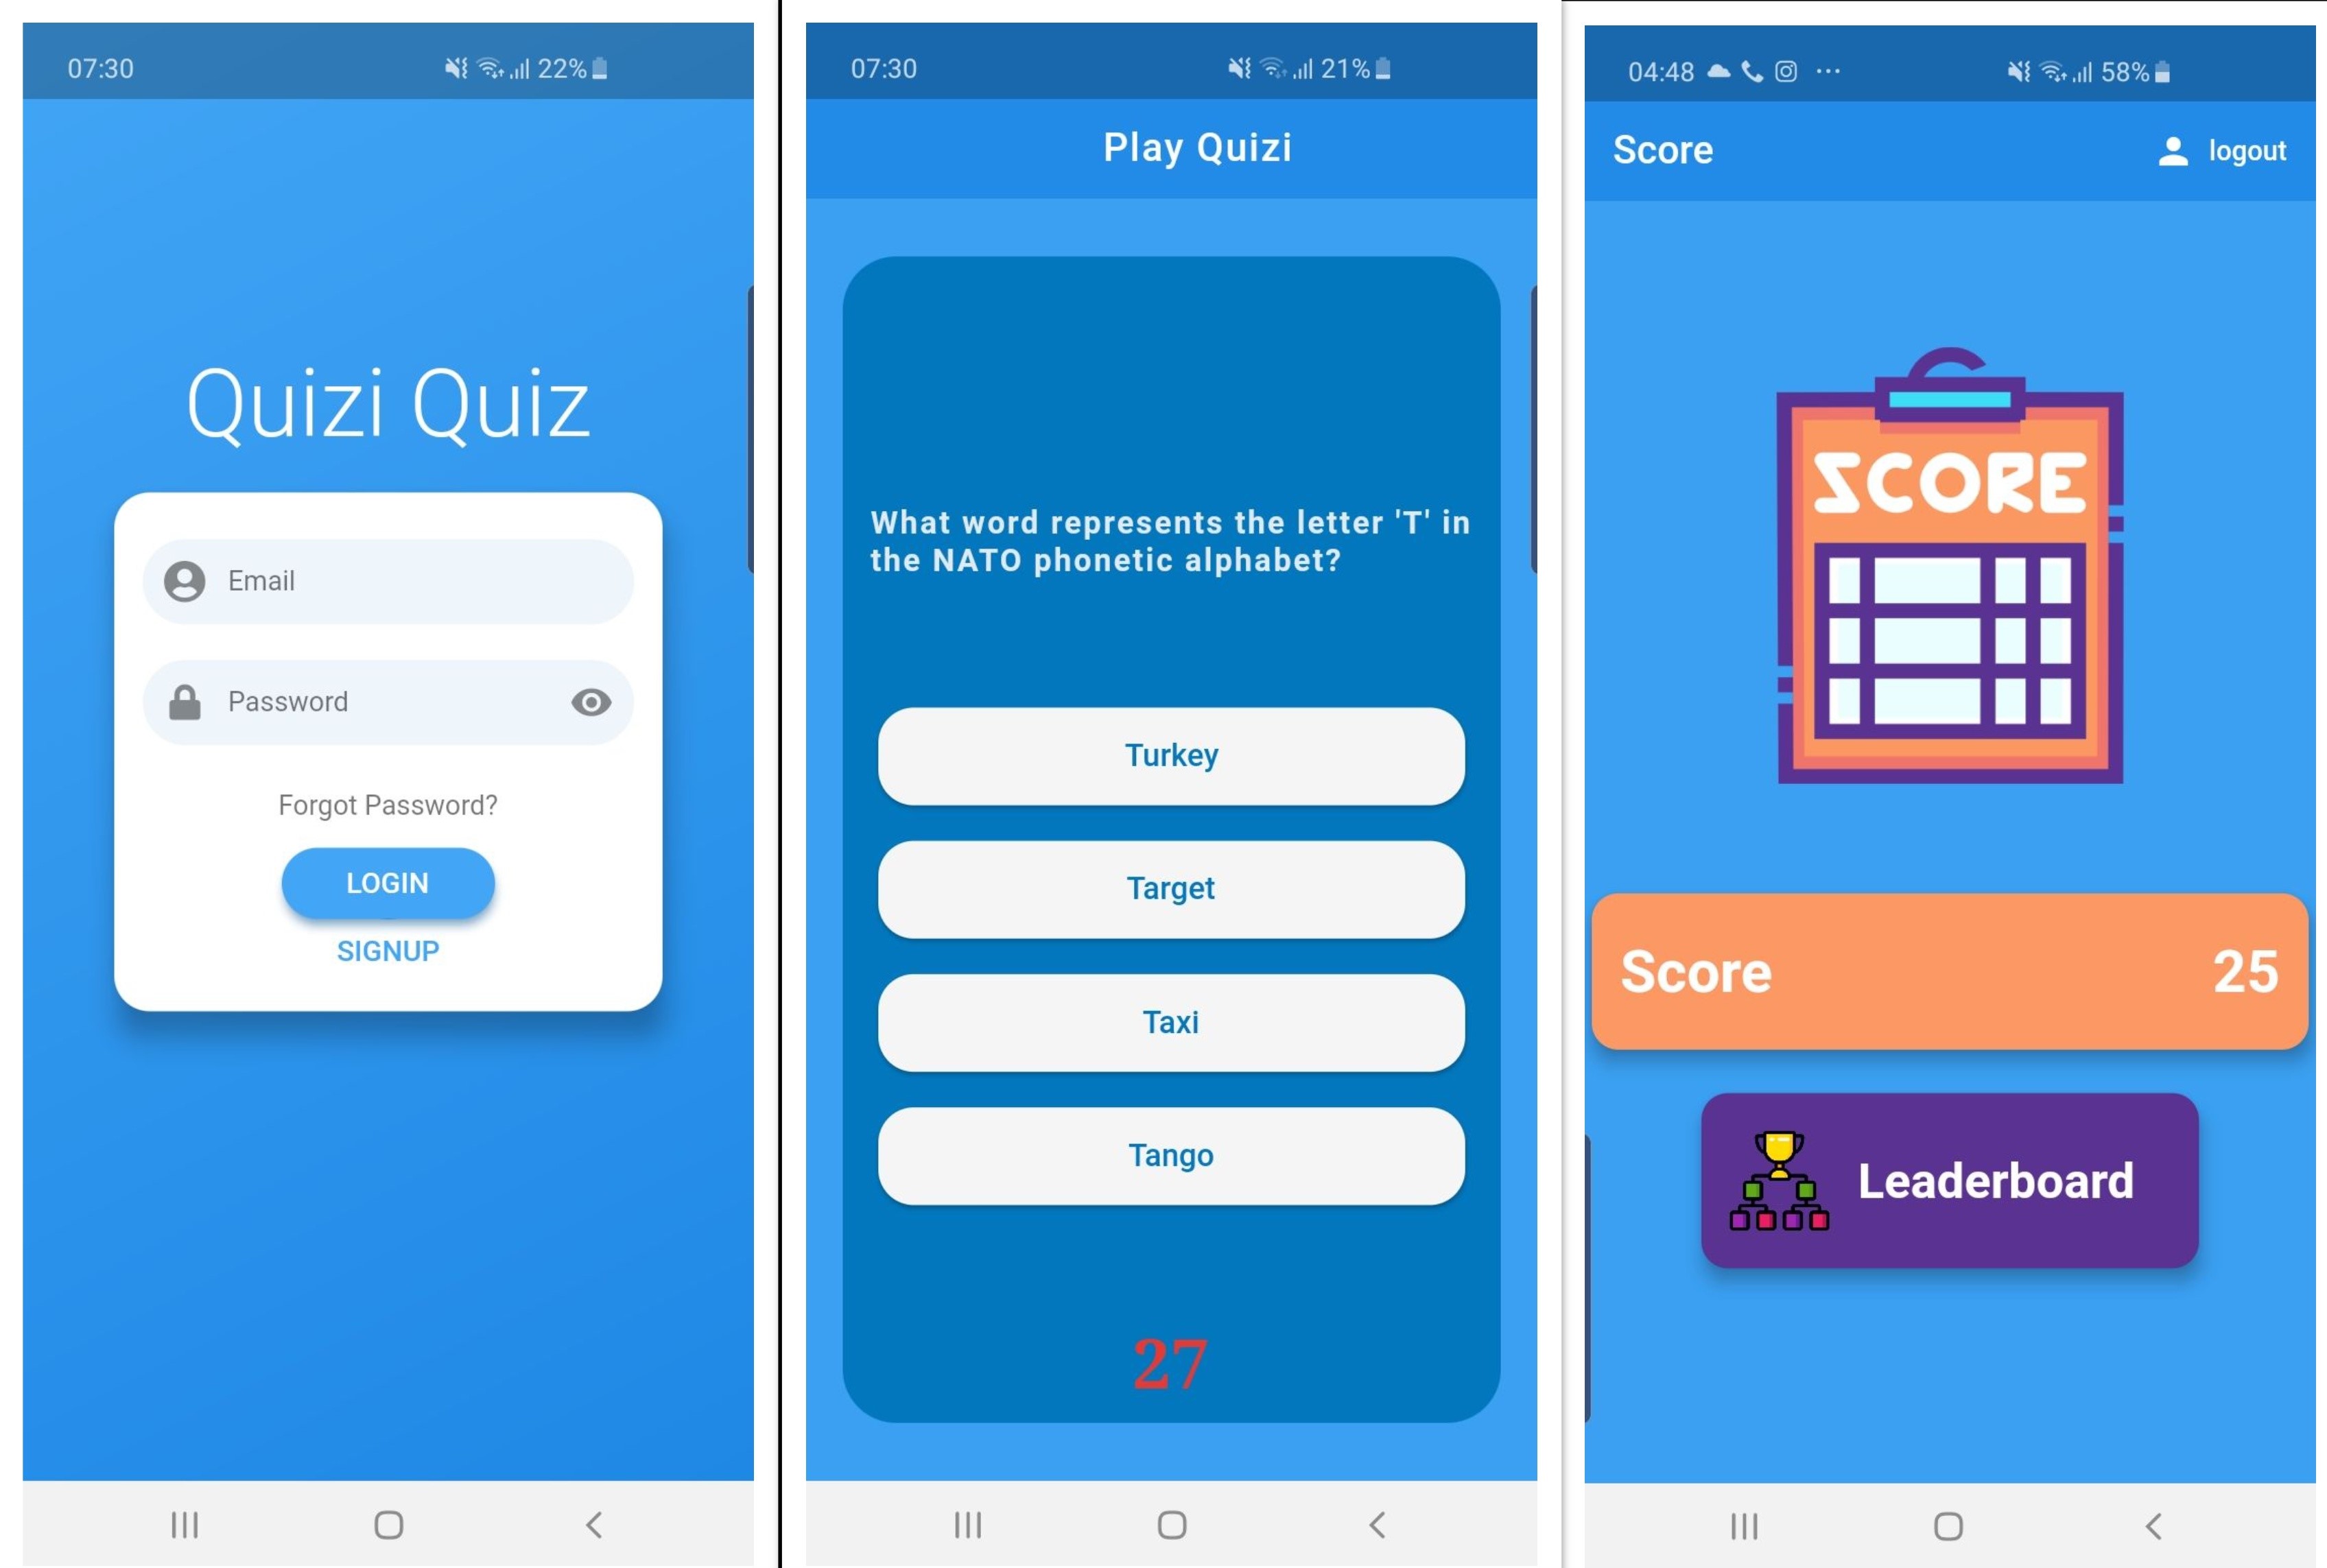 07:30
22%
Quizi Quiz
Email
Password
Forgot Password?
LOGIN
SIGNUP
07:30
21%
Play Quizi
What word represents the letter 'T' in
the NATO phonetic alphabet?
Turkey
Target
Taxi
Tango
27
04:48
58%
Score
logout
SCORE
Score 25
Leaderboard